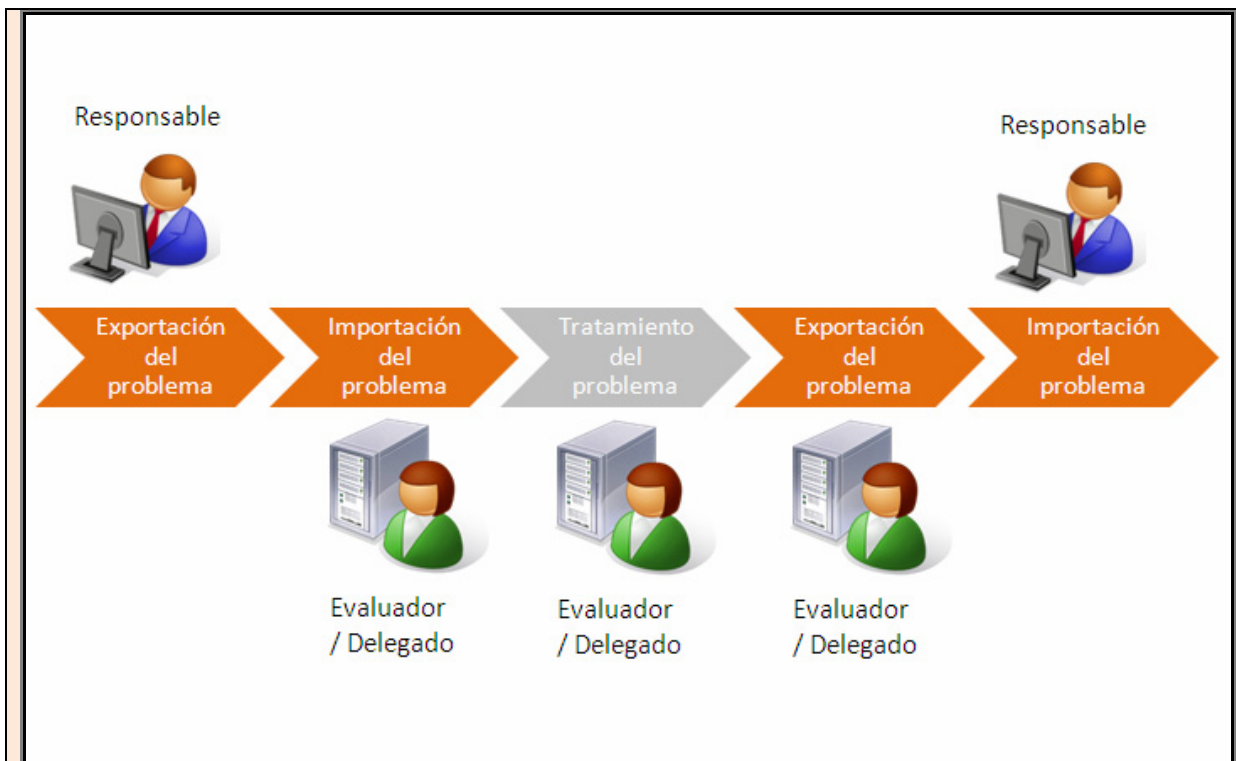 Responsable
Responsable
Exportación
del
problema
Importación
del
problema
Tratamiento
del
problema
Exportación
del
problema
Importación
del
problema
Evaluador
/ Delegado
Evaluador
/ Delegado
Evaluador
/ Delegado